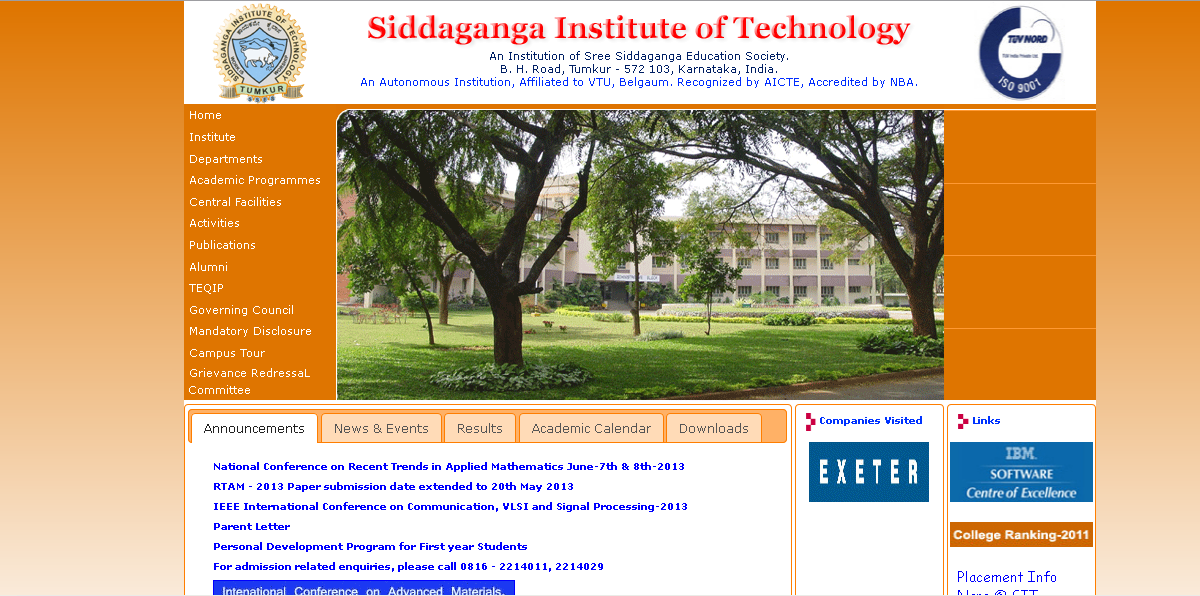 SIDDAGANGA INSTITUTE OF TECHNOLOGY
TUMKUR
Siddaganga Institute of Technology
An Institution of Sree Siddaganga Education Society.
B. H. Road, Tumkur - 572 103, Karnataka, India.
An Autonomous Institution, Affiliated to VTU, Belgaum. Recognized by AICTE, Accredited by NBA.
TUV NORD
ISO 9001
Home
Institute
Departments
Academic Programmes
Central Facilities
Activities
Publications
Alumni
TEQIP
Governing Council
Mandatory Disclosure
Campus Tour
Grievance RedressaL
Committee
Announcements
News & Events
Results
Academic Calendar
Downloads
National Conference on Recent Trends in Applied Mathematics June-7th & 8th-2013
RTAM - 2013 Paper submission date extended to 20th May 2013
IEEE International Conference on Communication, VLSI and Signal Processing-2013
Parent Letter
Personal Development Program for First year Students
For admission related enquiries, please call 0816 - 2214011, 2214029
International Conference on Advanced Materials,
Companies Visited
EXETER
Links
IBM
SOFTWARE
Centre of Excellence
College Ranking-2011
Placement Info